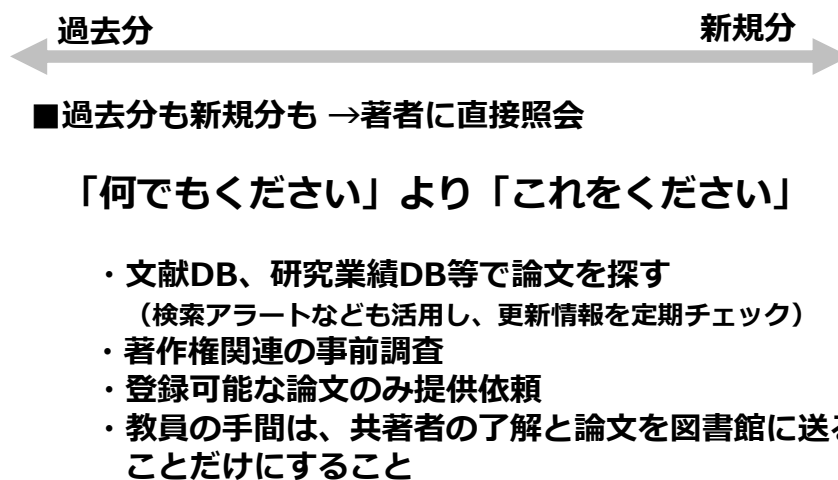 過去分 新規分
■過去分も新規分も →著者に直接照会
「何でもください」より「これをください」
・文献DB、研究業績DB等で論文を探す
（検索アラートなども活用し、更新情報を定期チェック）
・著作権関連の事前調査
・登録可能な論文のみ提供依頼
・教員の手間は、共著者の了解と論文を図書館に送る
ことだけにすること